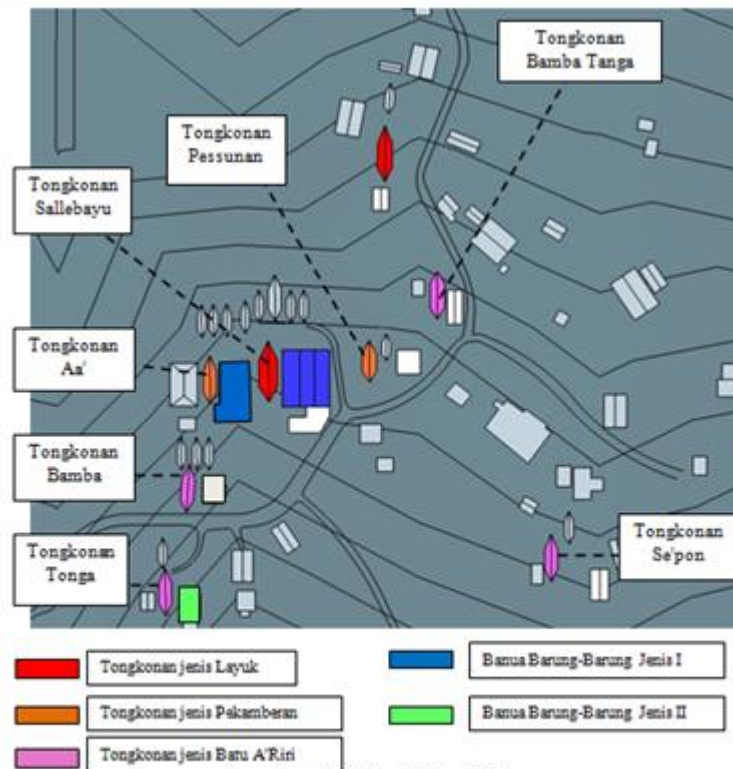 Tongkonan
Bamba Tanga
Tongkonan
Pessunan
Tongkonan
Sallebayu
Tongkonan
Aa'
Tongkonan
Bamba
Tongkonan
Tonga
Tongkonan
Se'pon
Tongkonan jenis Layuk
Tongkonan jenis Pekamberan
Tongkonan jenis Batu A'Riri
Banua Barung-Barung Jenis I
Banua Barung-Barung Jenis II